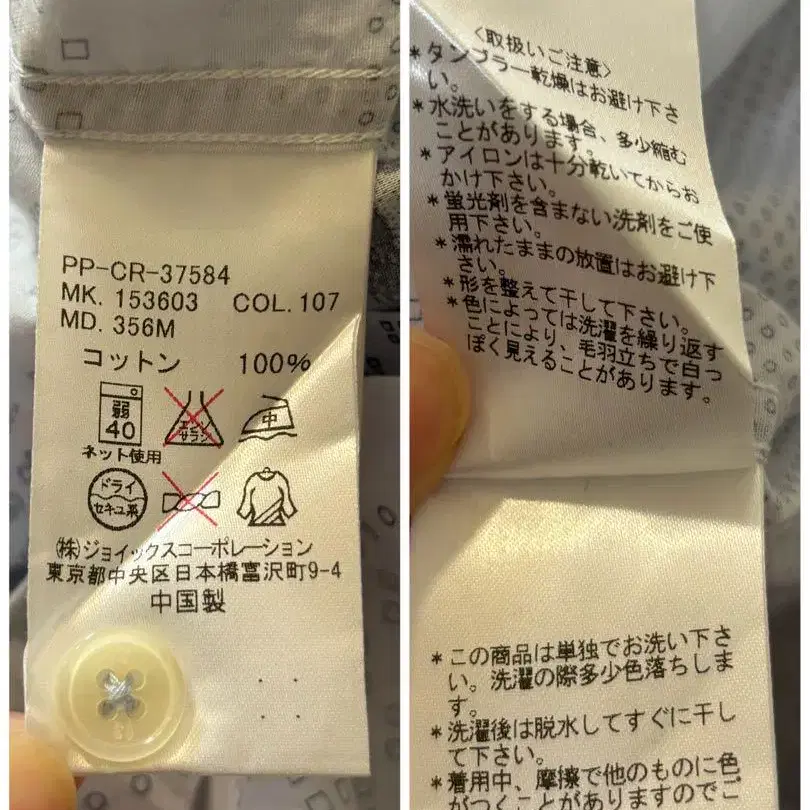 PP-CR-37584
MK. 153603 COL. 107
MD. 356M
コットン 100%
弱
40
エンソ
サラシ
中
ネット使用
ドライ
セキユ系
㈱ジョイックスコーポレーション
東京都中央区日本橋富沢町9-4
中国製
〈取扱いご注意〉
*タンブラー乾燥はお避け下さ
い。
*水洗いをする場合、多少縮む
ことがあります。
*アイロンは十分乾いてからお
かけ下さい。
*蛍光剤を含まない洗剤をご使
用下さい。
*濡れたままの放置はお避け下
さい。
*形を整えて干して下さい。
*色によっては洗濯を繰り返す
ことにより、毛羽立ちで白っ
ぽく見えることがあります。
*この商品は単独でお洗い下さ
い。洗濯の際多少色落ちしま
す。
*洗濯後は脱水してすぐに干し
て下さい。
*着用中、摩擦で他のものに色
がつくことがありますのでご